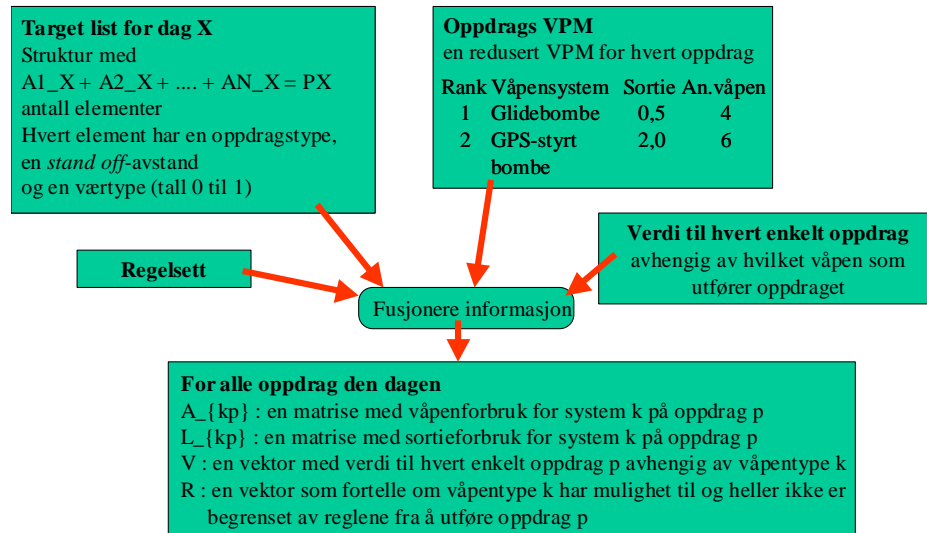 Target list for dag X
Struktur med
A1_X + A2_X + .... + AN_X = PX
antall elementer
Hvert element har en oppdragstype,
en stand off-avstand
og en værtype (tall 0 til 1)
Oppdrags VPM
en redusert VPM for hvert oppdrag
Rank Våpensystem Sortie An.våpen
1 Glidebombe 0,5 4
2 GPS-styrt 2,0 6
bombe
Verdi til hvert enkelt oppdrag
avhengig av hvilket våpen som
utfører oppdraget
Regelsett
Fusjonere informasjon
For alle oppdrag den dagen
A_{kp} : en matrise med våpenforbruk for system k på oppdrag p
L_{kp} : en matrise med sortieforbruk for system k på oppdrag p
V : en vektor med verdi til hvert enkelt oppdrag p avhengig av våpentype k
R : en vektor som fortelle om våpentype k har mulighet til og heller ikke er
begrenset av reglene fra å utføre oppdrag p